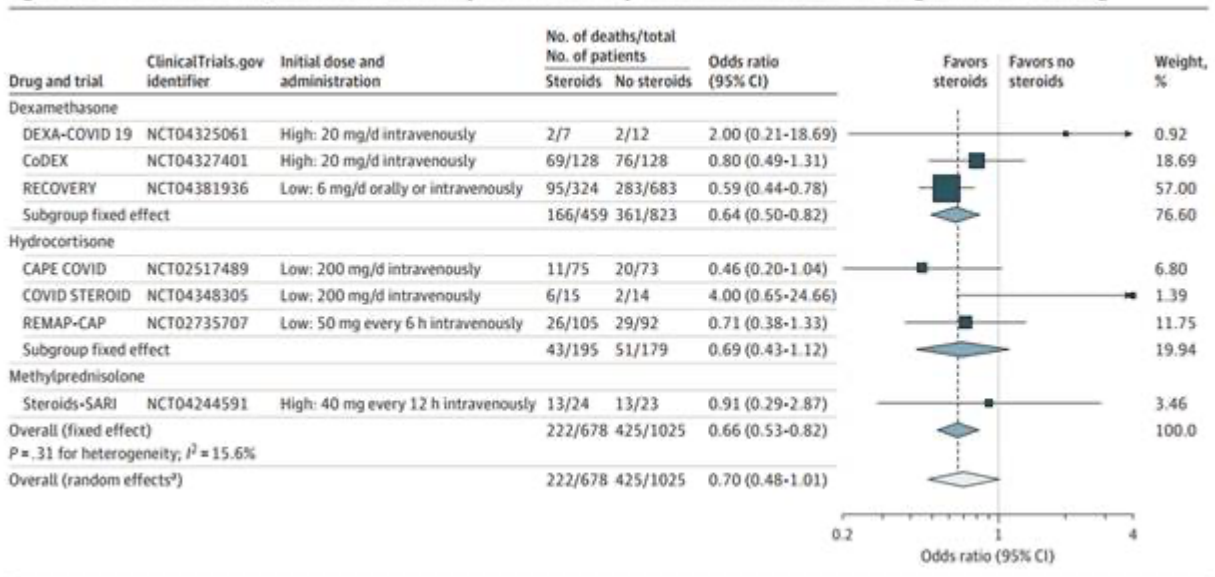 No. of deaths/total
No. of patients
Drug and trial ClinicalTrials.gov identifier Initial dose and administration Steroids No steroids Odds ratio (95% CI) Favors steroids Favors no steroids Weight, %
Dexamethasone
DEXA-COVID 19 NCT04325061 High: 20 mg/d intravenously 2/7 2/12 2.00 (0.21-18.69) 0.92
CoDEX NCT04327401 High: 20 mg/d intravenously 69/128 76/128 0.80 (0.49-1.31) 18.69
RECOVERY NCT04381936 Low: 6 mg/d orally or intravenously 95/324 283/683 0.59 (0.44-0.78) 57.00
Subgroup fixed effect 166/459 361/823 0.64 (0.50-0.82) 76.60
Hydrocortisone
CAPE COVID NCT02517489 Low: 200 mg/d intravenously 11/75 20/73 0.46 (0.20-1.04) 6.80
COVID STEROID NCT04348305 Low: 200 mg/d intravenously 6/15 2/14 4.00 (0.65-24.66) 1.39
REMAP-CAP NCT02735707 Low: 50 mg every 6 h intravenously 26/105 29/92 0.71 (0.38-1.33) 11.75
Subgroup fixed effect 43/195 51/179 0.69 (0.43-1.12) 19.94
Methylprednisolone
Steroids-SARI NCT04244591 High: 40 mg every 12 h intravenously 13/24 13/23 0.91 (0.29-2.87) 3.46
Overall (fixed effect) 222/678 425/1025 0.66 (0.53-0.82) 100.0
P = .31 for heterogeneity; I² = 15.6%
Overall (random effectsª) 222/678 425/1025 0.70 (0.48-1.01)
0.2 1 4
Odds ratio (95% CI)